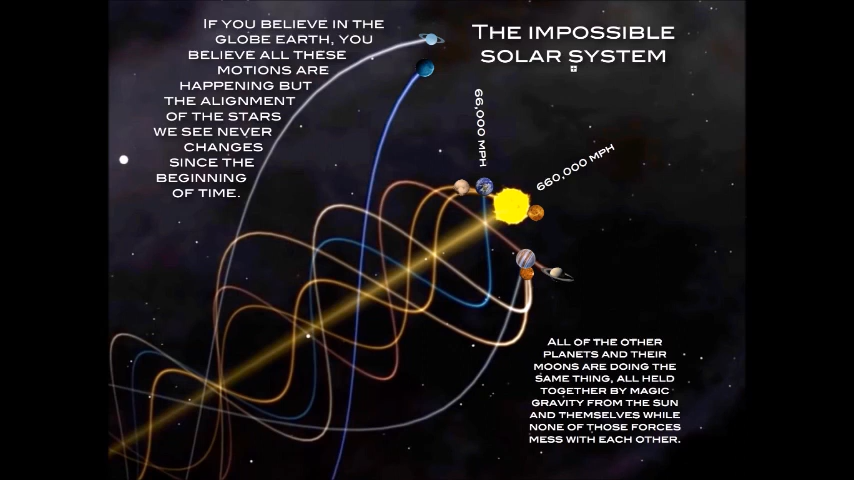 If you believe in the
globe earth, you
believe all these
motions are
happening but
the alignment
of the stars
we see never
changes
since the
beginning
of time.
The impossible
solar system
66,000 mph
660,000 mph
All of the other
planets and their
moons are doing the
same thing, all held
together by magic
gravity from the sun
and themselves while
none of those forces
mess with each other.